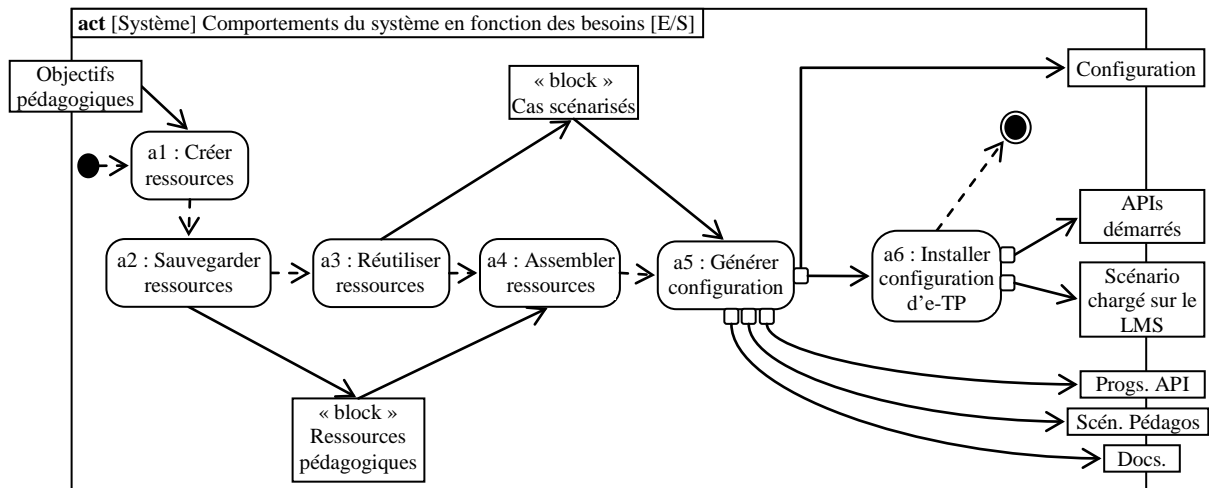 act [Système] Comportements du système en fonction des besoins [E/S]
Objectifs
pédagogiques
« block »
Cas scénarisés
Configuration
a1 : Créer
ressources
a2 : Sauvegarder
ressources
a3 : Réutiliser
ressources
a4 : Assembler
ressources
a5 : Générer
configuration
a6 : Installer
configuration
d’e-TP
APIs
démarrés
Scénario
chargé sur le
LMS
« block »
Ressources
pédagogiques
Progs. API
Scén. Pédagos
Docs.